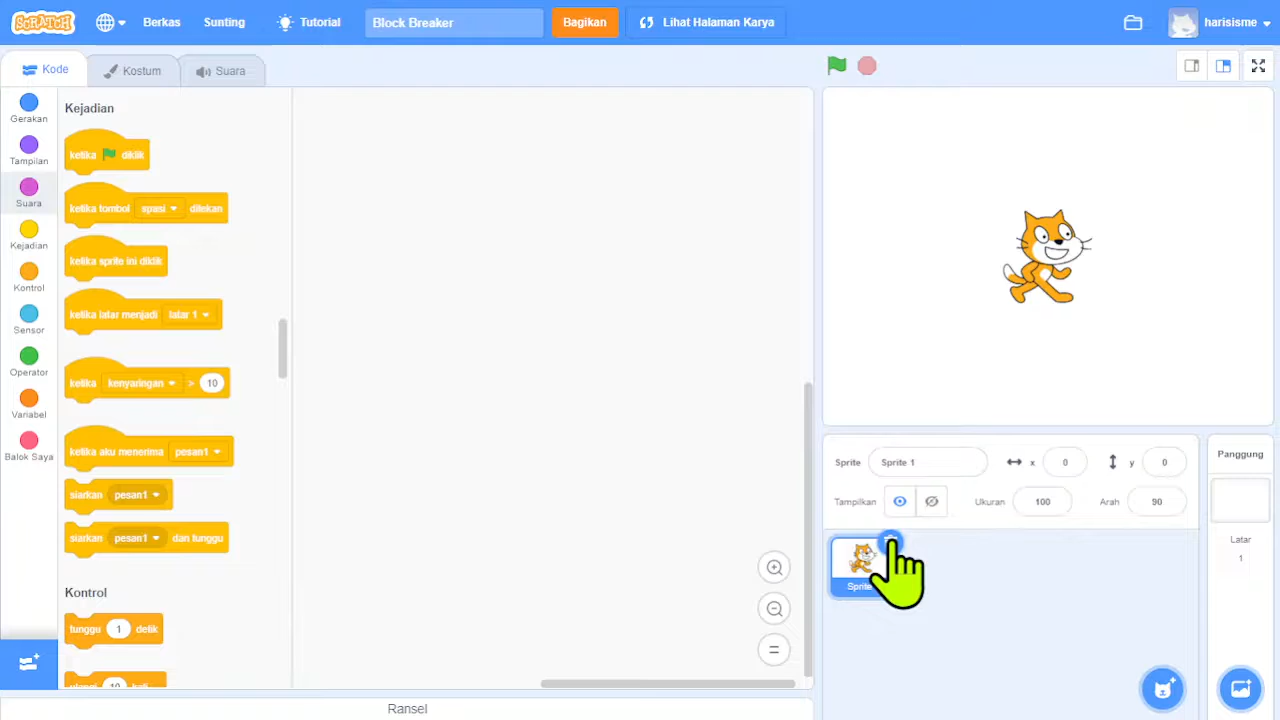 SCRATCH
Berkas
Sunting
Tutorial
Block Breaker
Bagikan
Lihat Halaman Karya
harisisme
Kode
Kostum
Suara
Gerakan
Tampilan
Suara
Kejadian
Kontrol
Sensor
Operator
Variabel
Balok Saya
Kejadian
ketika diklik
ketika tombol spasi ditekan
ketika sprite ini diklik
ketika latar menjadi latar 1
ketika kenyaringan > 10
ketika aku menerima pesan1
siarkan pesan1
siarkan pesan1 dan tunggu
Kontrol
tunggu 1 detik
Sprite Sprite 1 x 0 y 0
Tampilkan Ukuran 100 Arah 90
Sprite
Panggung
Latar
1
Ransel